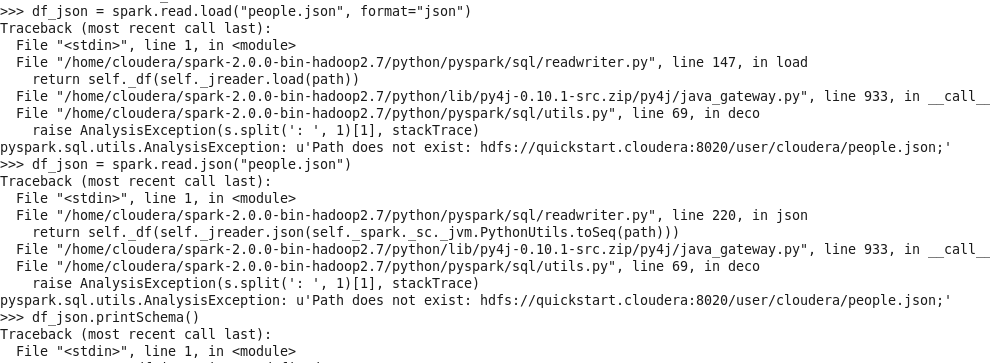 >>> df_json = spark.read.load("people.json", format="json")
Traceback (most recent call last):
  File "<stdin>", line 1, in <module>
  File "/home/cloudera/spark-2.0.0-bin-hadoop2.7/python/pyspark/sql/readwriter.py", line 147, in load
    return self._df(self._jreader.load(path))
  File "/home/cloudera/spark-2.0.0-bin-hadoop2.7/python/lib/py4j-0.10.1-src.zip/py4j/java_gateway.py", line 933, in __call__
  File "/home/cloudera/spark-2.0.0-bin-hadoop2.7/python/pyspark/sql/utils.py", line 69, in deco
    raise AnalysisException(s.split(': ', 1)[1], stackTrace)
pyspark.sql.utils.AnalysisException: u'Path does not exist: hdfs://quickstart.cloudera:8020/user/cloudera/people.json;'
>>> df_json = spark.read.json("people.json")
Traceback (most recent call last):
  File "<stdin>", line 1, in <module>
  File "/home/cloudera/spark-2.0.0-bin-hadoop2.7/python/pyspark/sql/readwriter.py", line 220, in json
    return self._df(self._jreader.json(self._spark._sc._jvm.PythonUtils.toSeq(path)))
  File "/home/cloudera/spark-2.0.0-bin-hadoop2.7/python/lib/py4j-0.10.1-src.zip/py4j/java_gateway.py", line 933, in __call__
  File "/home/cloudera/spark-2.0.0-bin-hadoop2.7/python/pyspark/sql/utils.py", line 69, in deco
    raise AnalysisException(s.split(': ', 1)[1], stackTrace)
pyspark.sql.utils.AnalysisException: u'Path does not exist: hdfs://quickstart.cloudera:8020/user/cloudera/people.json;'
>>> df_json.printSchema()
Traceback (most recent call last):
  File "<stdin>", line 1, in <module>